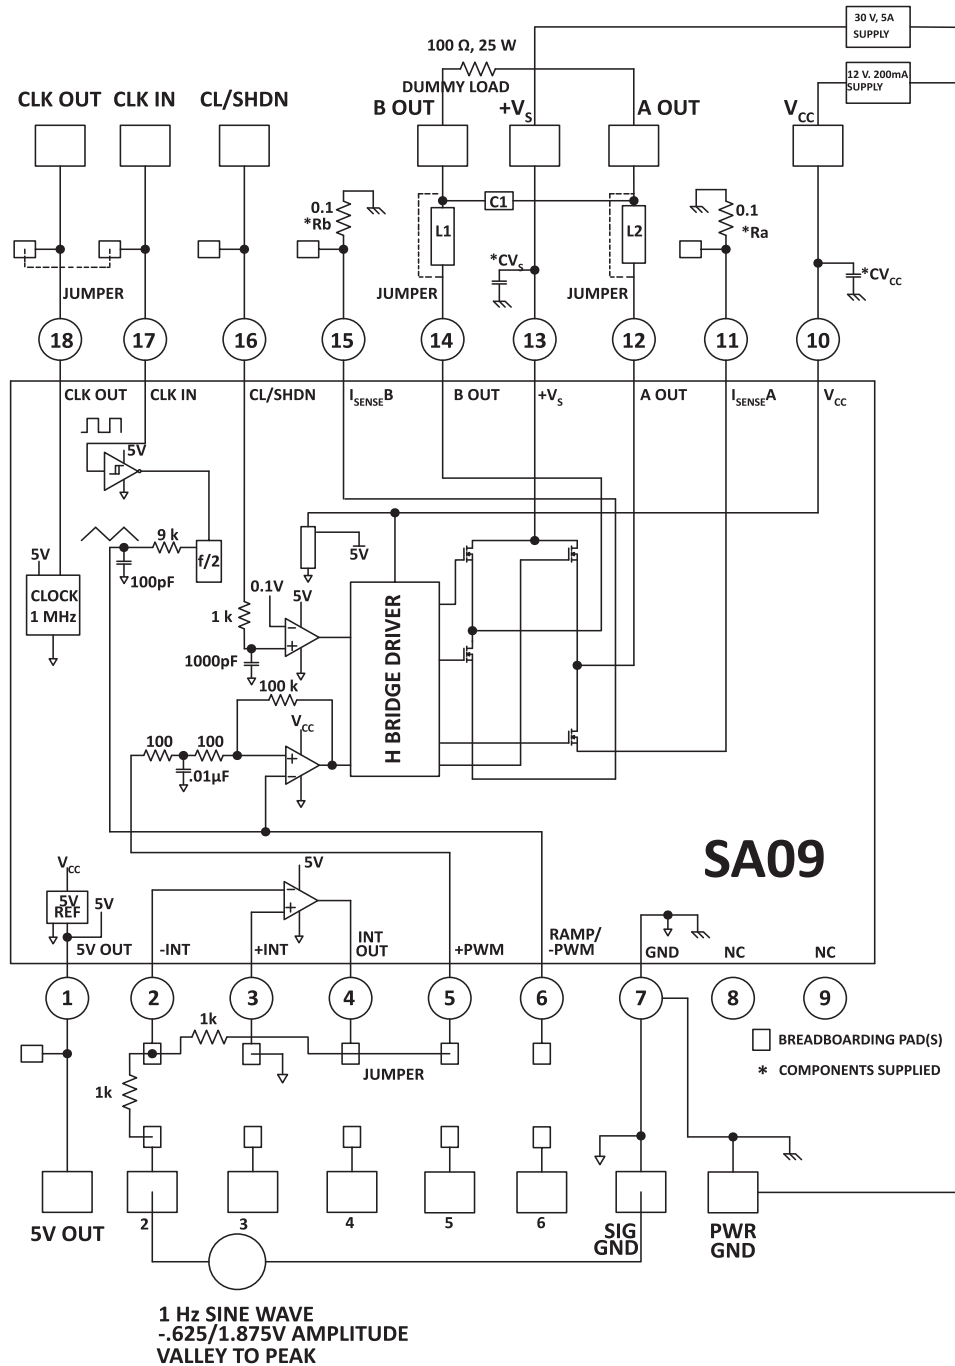 30 V, 5A
SUPPLY
100 Ω, 25 W
12 V. 200mA
SUPPLY
DUMMY LOAD
CLK OUT CLK IN CL/SHDN
B OUT +VS A OUT VCC
0.1
*Rb
C1
0.1
*Ra
L1 L2
*CVS
*CVCC
JUMPER JUMPER JUMPER
18 17 16 15 14 13 12 11 10
CLK OUT CLK IN CL/SHDN ISENSEB B OUT +VS A OUT ISENSEA VCC
5V
9 k
f/2
5V
100pF
5V
CLOCK
1 MHz
0.1V
5V
1 k
1000pF
H BRIDGE DRIVER
100 k
VCC
100 100
.01µF
SA09
VCC
5V
REF
5V
5V
5V OUT -INT +INT
INT
OUT
+PWM
RAMP/
-PWM
GND NC NC
1 2 3 4 5 6 7 8 9
1k
BREADBOARDING PAD(S)
JUMPER
* COMPONENTS SUPPLIED
1k
5V OUT
2 3 4 5 6
SIG
GND
PWR
GND
1 Hz SINE WAVE
-.625/1.875V AMPLITUDE
VALLEY TO PEAK